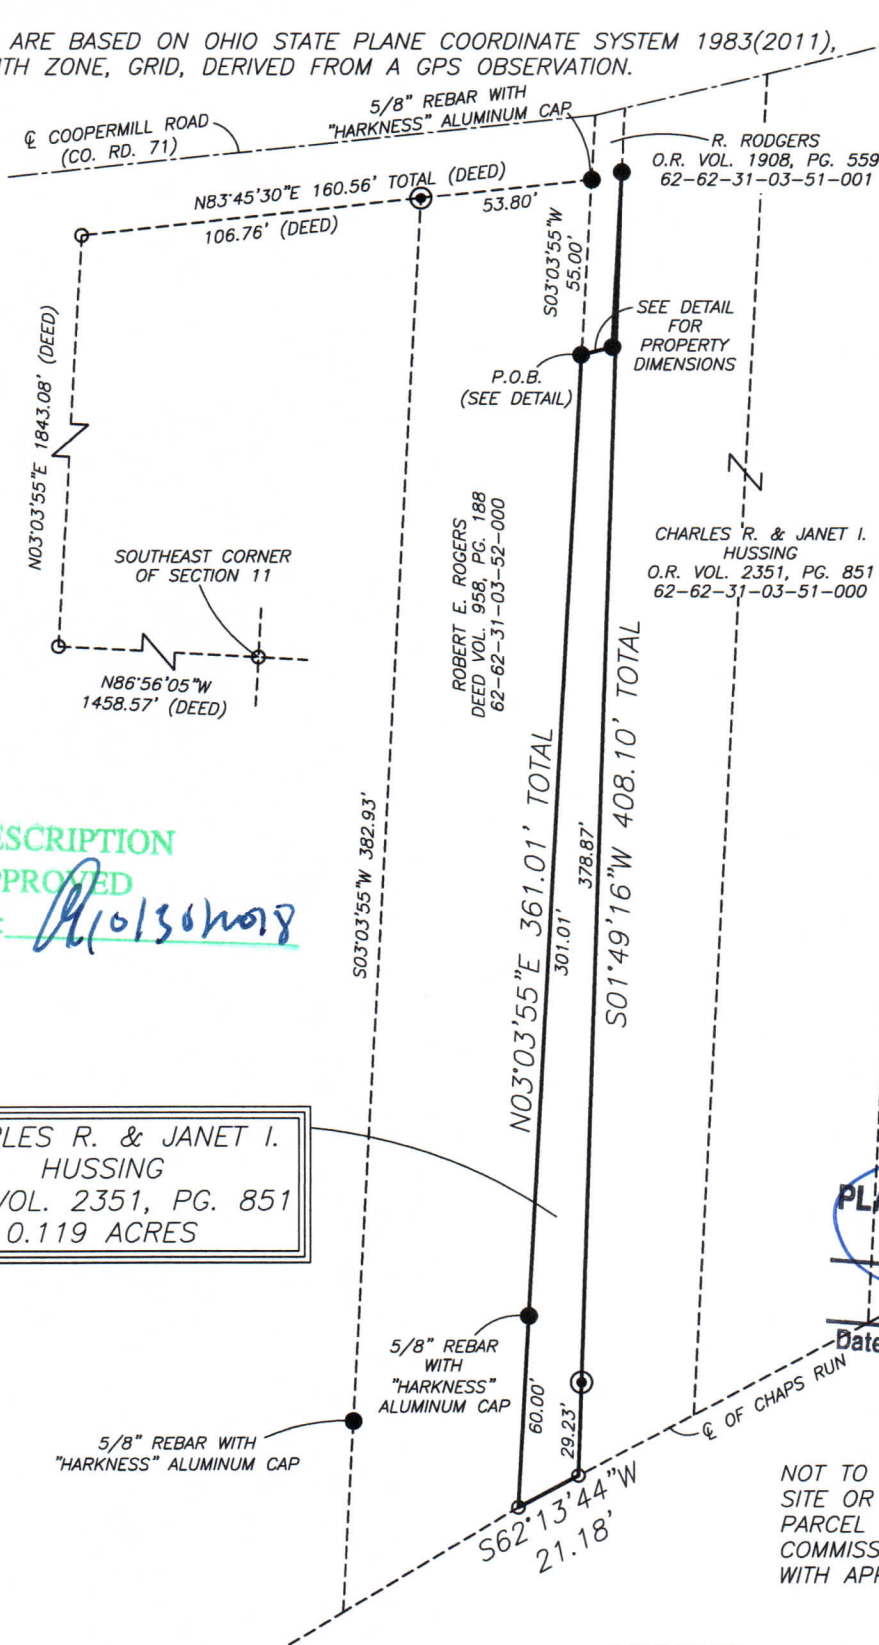 ARE BASED ON OHIO STATE PLANE COORDINATE SYSTEM 1983(2011),
ZONE, GRID, DERIVED FROM A GPS OBSERVATION.
5/8" REBAR WITH
"HARKNESS" ALUMINUM CAP
℄ COOPERMILL ROAD
(CO. RD. 71)
R. RODGERS
O.R. VOL. 1908, PG. 559
62-62-31-03-51-001
N83°45'30"E 160.56' TOTAL (DEED)
106.76' (DEED)
53.80'
S03°03'55"W
55.00'
SEE DETAIL
FOR
PROPERTY
DIMENSIONS
P.O.B.
(SEE DETAIL)
N03°03'55"E 1843.08' (DEED)
SOUTHEAST CORNER
OF SECTION 11
N86°56'05"W
1458.57' (DEED)
ROBERT E. ROGERS
DEED VOL. 958, PG. 188
62-62-31-03-52-000
CHARLES R. & JANET I.
HUSSING
O.R. VOL. 2351, PG. 851
62-62-31-03-51-000
S03°03'55"W 382.93'
N03°03'55"E 361.01' TOTAL
301.01'
378.87'
S01°49'16"W 408.10' TOTAL
ESCRIPTION
PPROVED
LES R. & JANET I.
HUSSING
VOL. 2351, PG. 851
0.119 ACRES
PLA
Date
5/8" REBAR
WITH
"HARKNESS"
ALUMINUM CAP
60.00'
29.23'
℄ OF CHAPS RUN
5/8" REBAR WITH
"HARKNESS" ALUMINUM CAP
S62°13'44"W
21.18'
NOT TO
SITE OR
PARCEL
COMMISS
WITH APP